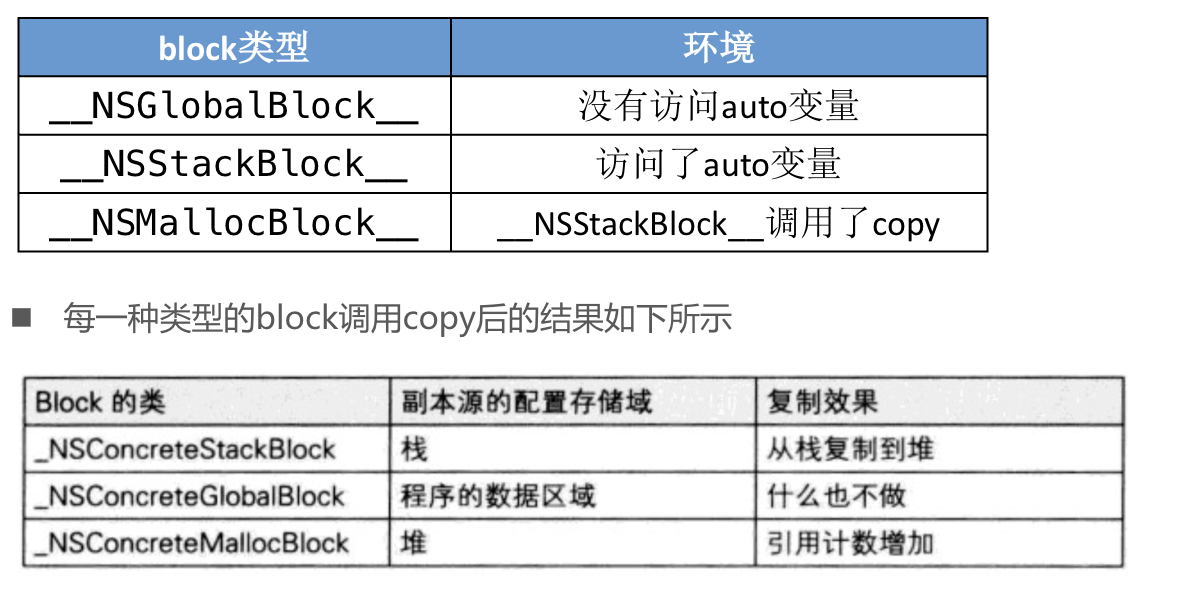 block类型 环境
__NSGlobalBlock__ 没有访问auto变量
__NSStackBlock__ 访问了auto变量
__NSMallocBlock__ __NSStackBlock__调用了copy
■ 每一种类型的block调用copy后的结果如下所示
Block 的类 副本源的配置存储域 复制效果
_NSConcreteStackBlock 栈 从栈复制到堆
_NSConcreteGlobalBlock 程序的数据区域 什么也不做
_NSConcreteMallocBlock 堆 引用计数增加